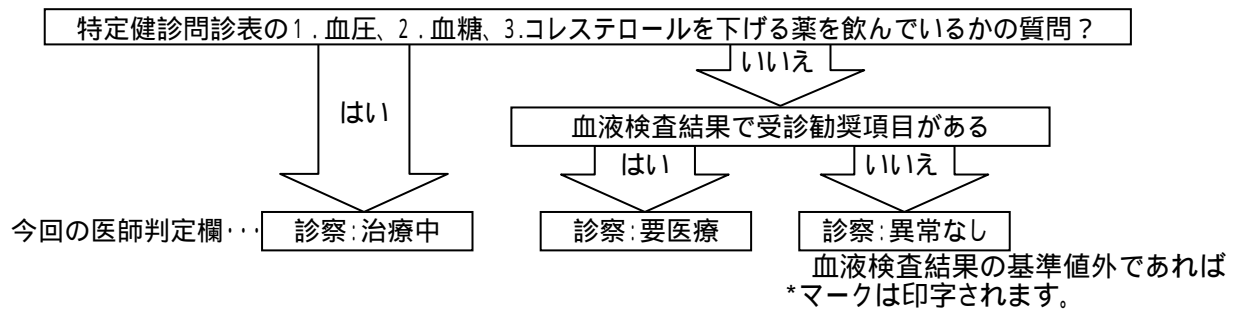 特定健診問診表の1．血圧、2．血糖、3.コレステロールを下げる薬を飲んでいるかの質問？
いいえ
はい
血液検査結果で受診勧奨項目がある
はい
いいえ
今回の医師判定欄･･･
診察:治療中
診察:要医療
診察:異常なし
血液検査結果の基準値外であれば
*マークは印字されます。